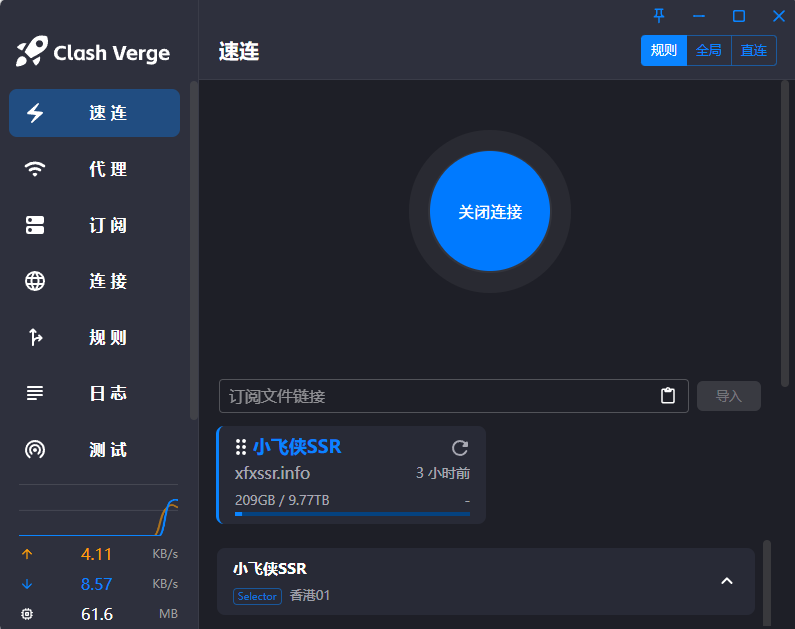 Clash Verge
速连
规则 全局 直连
速连
代理
订阅
连接
规则
日志
测试
关闭连接
订阅文件链接
导入
小飞侠SSR
xfxssr.info 3 小时前
209GB / 9.77TB -
小飞侠SSR
Selector 香港01
4.11 KB/s
8.57 KB/s
61.6 MB